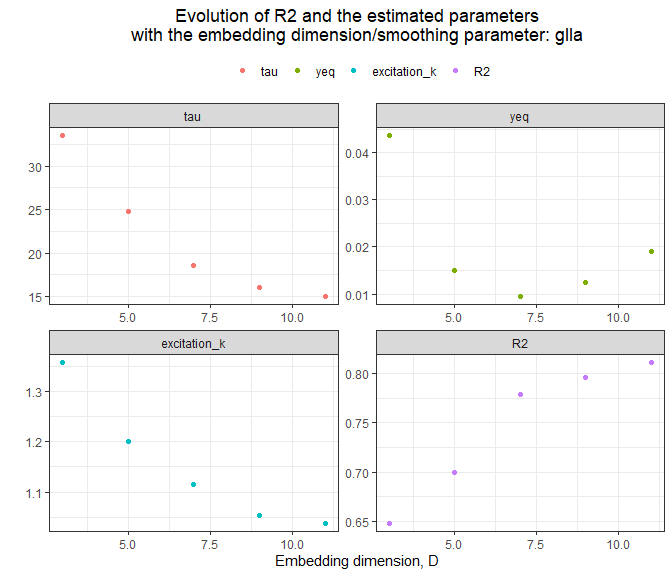 Evolution of R2 and the estimated parameters
with the embedding dimension/smoothing parameter: glla
tau yeq excitation_k R2
tau
30
25
20
15
5.0 7.5 10.0
yeq
0.04
0.03
0.02
0.01
5.0 7.5 10.0
excitation_k
1.3
1.2
1.1
5.0 7.5 10.0
R2
0.80
0.75
0.70
0.65
5.0 7.5 10.0
Embedding dimension, D